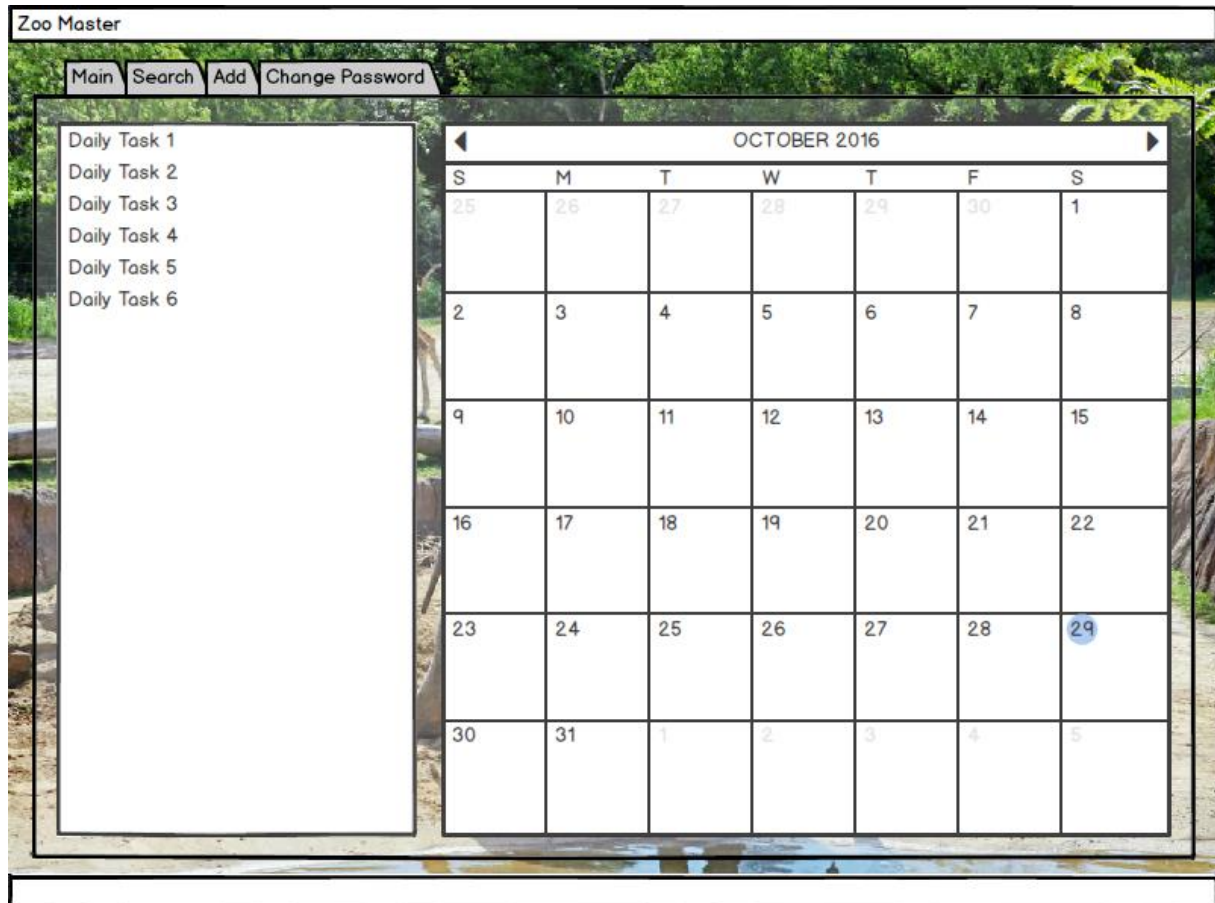 Zoo Master
Main Search Add Change Password
Daily Task 1
Daily Task 2
Daily Task 3
Daily Task 4
Daily Task 5
Daily Task 6
OCTOBER 2016
S M T W T F S
25 26 27 28 29 30 1
2 3 4 5 6 7 8
9 10 11 12 13 14 15
16 17 18 19 20 21 22
23 24 25 26 27 28 29
30 31 1 2 3 4 5